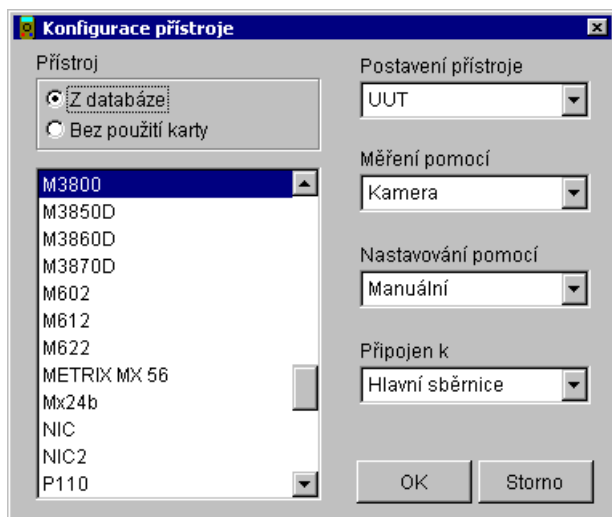 Konfigurace přístroje
Přístroj
Z databáze
Bez použití karty
M3800
M3850D
M3860D
M3870D
M602
M612
M622
METRIX MX 56
Mx24b
NIC
NIC2
P110
Postavení přístroje
UUT
Měření pomocí
Kamera
Nastavování pomocí
Manuální
Připojen k
Hlavní sběrnice
OK
Storno